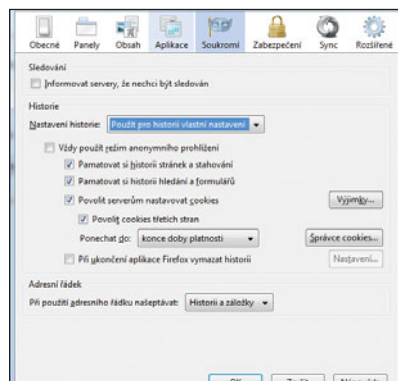 Obecné Panely Obsah Aplikace Soukromí Zabezpečení Sync Rozšířené
Sledování
Informovat servery, že nechci být sledován
Historie
Nastavení historie: Použít pro historii vlastní nastavení
Vždy použít režim anonymního prohlížení
Pamatovat si historii stránek a stahování
Pamatovat si historii hledání a formulářů
Povolit serverům nastavovat cookies Výjimky...
Povolit cookies třetích stran
Ponechat do: konce doby platnosti Správce cookies...
Při ukončení aplikace Firefox vymazat historii Nastavení...
Adresní řádek
Při použití adresního řádku našeptávat: Historii a záložky